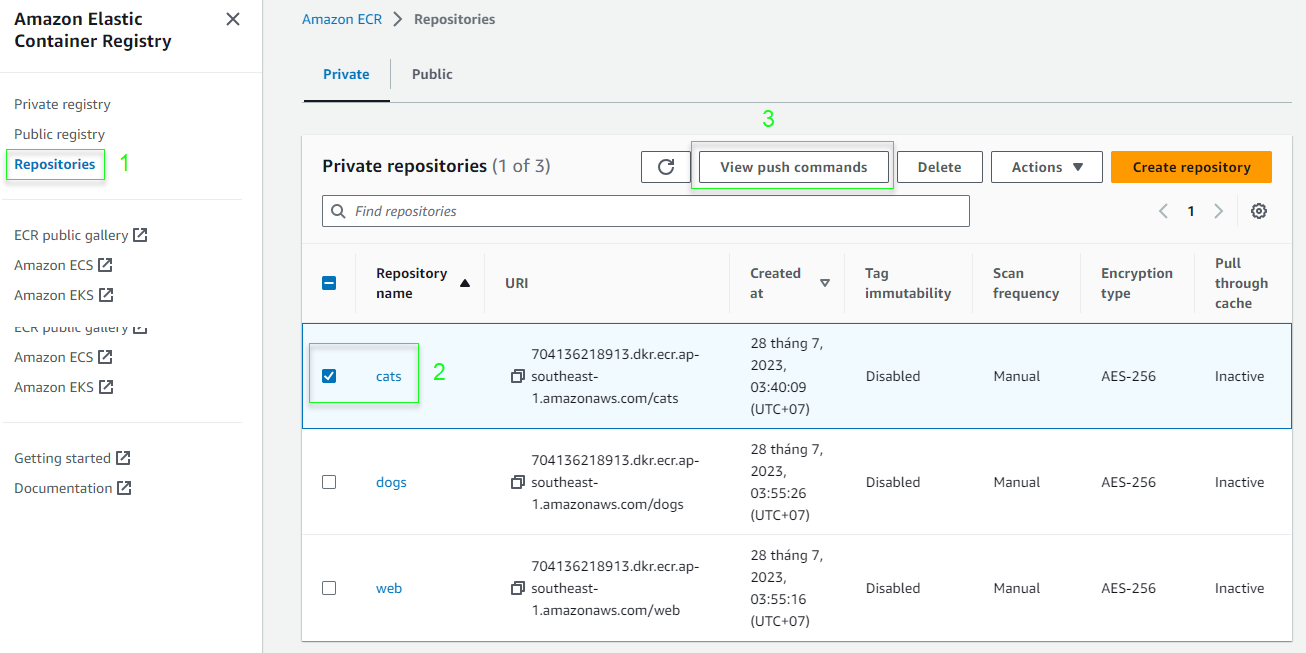 Amazon Elastic
Container Registry
Private registry
Public registry
Repositories
1
ECR public gallery
Amazon ECS
Amazon EKS
ECR public gallery
Amazon ECS
Amazon EKS
Getting started
Documentation
Amazon ECR > Repositories
Private
Public
3
Private repositories (1 of 3)
View push commands
Delete
Actions
Create repository
Find repositories
1
Repository
name
URI
Created
at
Tag
immutability
Scan
frequency
Encryption
type
Pull
through
cache
cats
2
704136218913.dkr.ecr.ap-
southeast-
1.amazonaws.com/cats
28 tháng 7,
2023,
03:40:09
(UTC+07)
Disabled
Manual
AES-256
Inactive
dogs
704136218913.dkr.ecr.ap-
southeast-
1.amazonaws.com/dogs
28 tháng 7,
2023,
03:55:26
(UTC+07)
Disabled
Manual
AES-256
Inactive
web
704136218913.dkr.ecr.ap-
southeast-
1.amazonaws.com/web
28 tháng 7,
2023,
03:55:16
(UTC+07)
Disabled
Manual
AES-256
Inactive